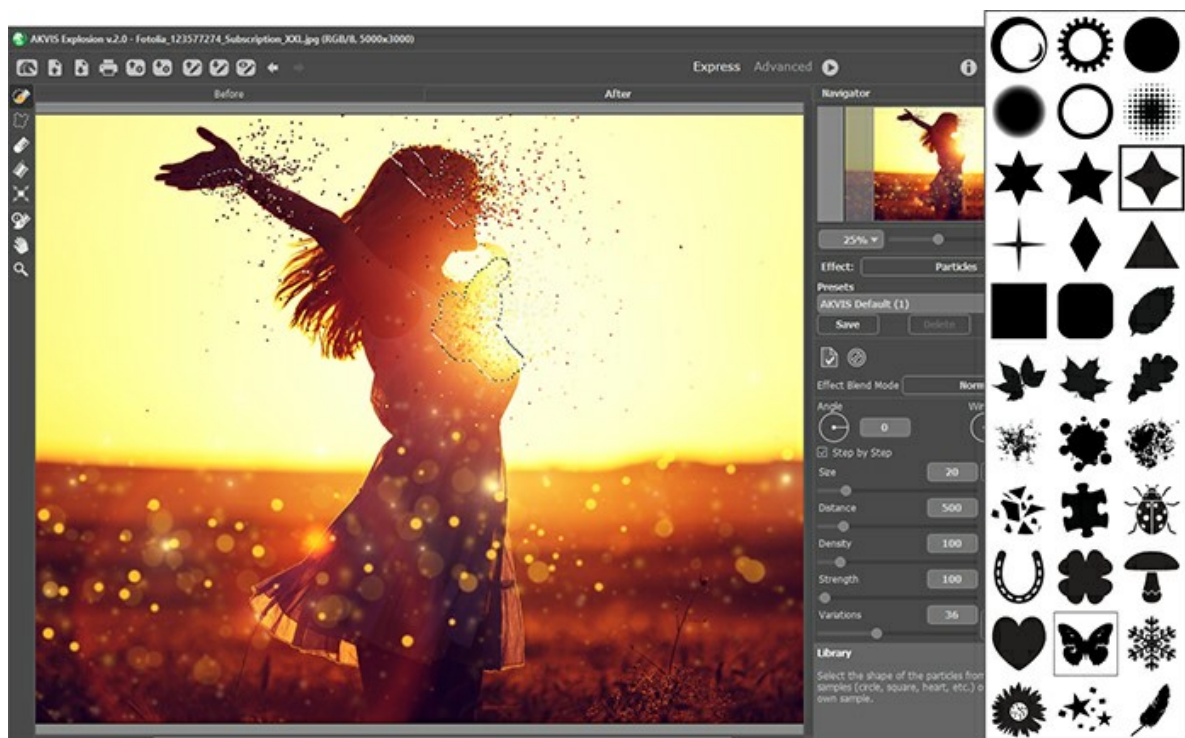 AKVIS Explosion v.2.0 - Fotolia_123577274_Subscription_XXL.jpg (RGB/8, 5000x3000)
Express Advanced
Before After Navigator
25%
Effect: Particles
Presets
AKVIS Default (1)
Save Delete
Effect Blend Mode Norm
Angle Wi
0
Step by Step
Size 20
Distance 500
Density 100
Strength 100
Variations 36
Library
Select the shape of the particles from
samples (circle, square, heart, etc.) o
own sample.